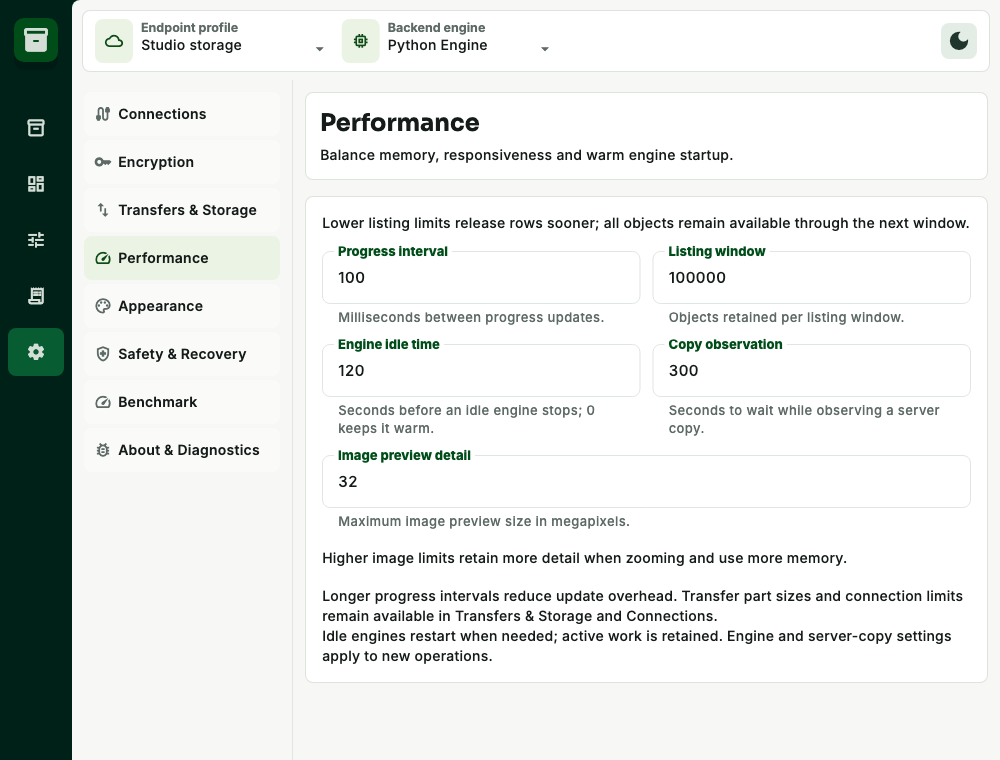 Endpoint profile
Studio storage
Backend engine
Python Engine
Connections
Encryption
Transfers & Storage
Performance
Appearance
Safety & Recovery
Benchmark
About & Diagnostics
Performance
Balance memory, responsiveness and warm engine startup.
Lower listing limits release rows sooner; all objects remain available through the next window.
Progress interval
100
Milliseconds between progress updates.
Listing window
100000
Objects retained per listing window.
Engine idle time
120
Seconds before an idle engine stops; 0
keeps it warm.
Copy observation
300
Seconds to wait while observing a server
copy.
Image preview detail
32
Maximum image preview size in megapixels.
Higher image limits retain more detail when zooming and use more memory.
Longer progress intervals reduce update overhead. Transfer part sizes and connection limits
remain available in Transfers & Storage and Connections.
Idle engines restart when needed; active work is retained. Engine and server-copy settings
apply to new operations.